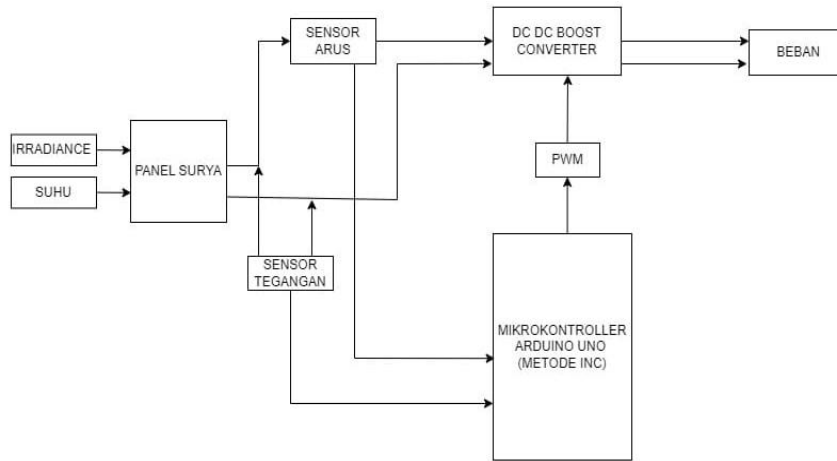 SENSOR
ARUS
DC DC BOOST
CONVERTER
BEBAN
IRRADIANCE
SUHU
PANEL SURYA
PWM
SENSOR
TEGANGAN
MIKROKONTROLLER
ARDUINO UNO
(METODE INC)